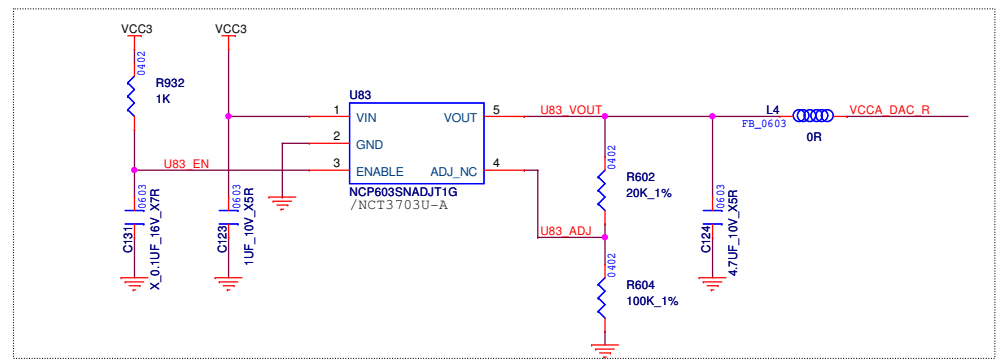 VCC3
VCC3
0402
R932
1K
U83
1
VIN
VOUT
5
U83_VOUT
L4
FB_0603
0R
VCCA_DAC_R
2
GND
U83_EN
3
ENABLE
ADJ_NC
4
NCP603SNADJT1G
/NCT3703U-A
0402
R602
20K_1%
0603
C131
X_0.1UF_16V_X7R
0603
C123
1UF_10V_X5R
U83_ADJ
0603
C124
4.7UF_10V_X5R
0402
R604
100K_1%